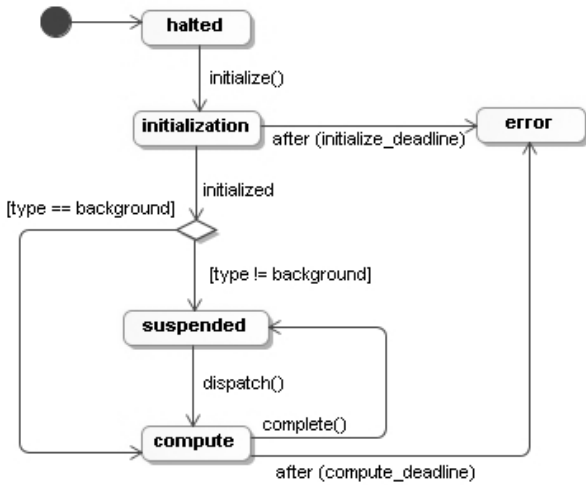 halted
initialize()
initialization
error
after (initialize_deadline)
initialized
[type == background]
[type != background]
suspended
dispatch()
complete()
compute
after (compute_deadline)